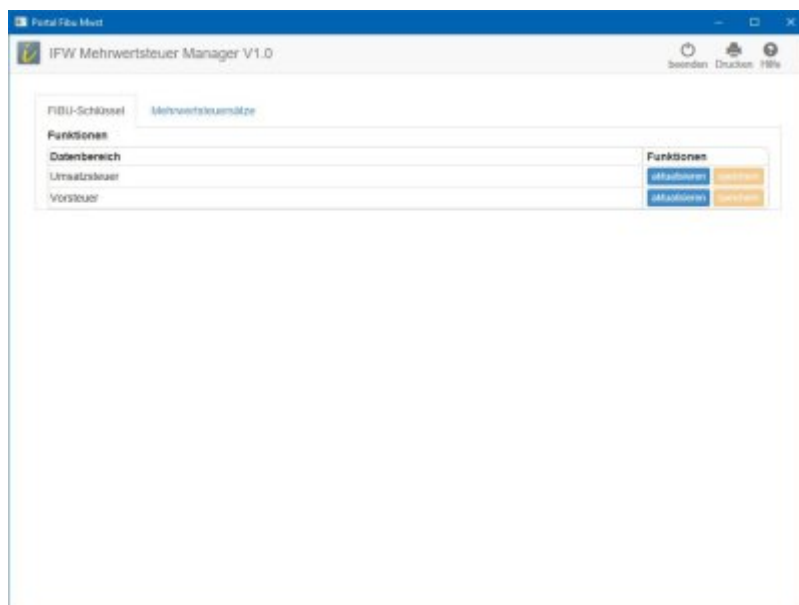 Portal Fibu Mwst
IFW Mehrwertsteuer Manager V1.0
beenden Drucken Hilfe
FIBU-Schlüssel Mehrwertsteuersätze
Funktionen
Datenbereich Funktionen
Umsatzsteuer aktualisieren speichern
Vorsteuer aktualisieren speichern